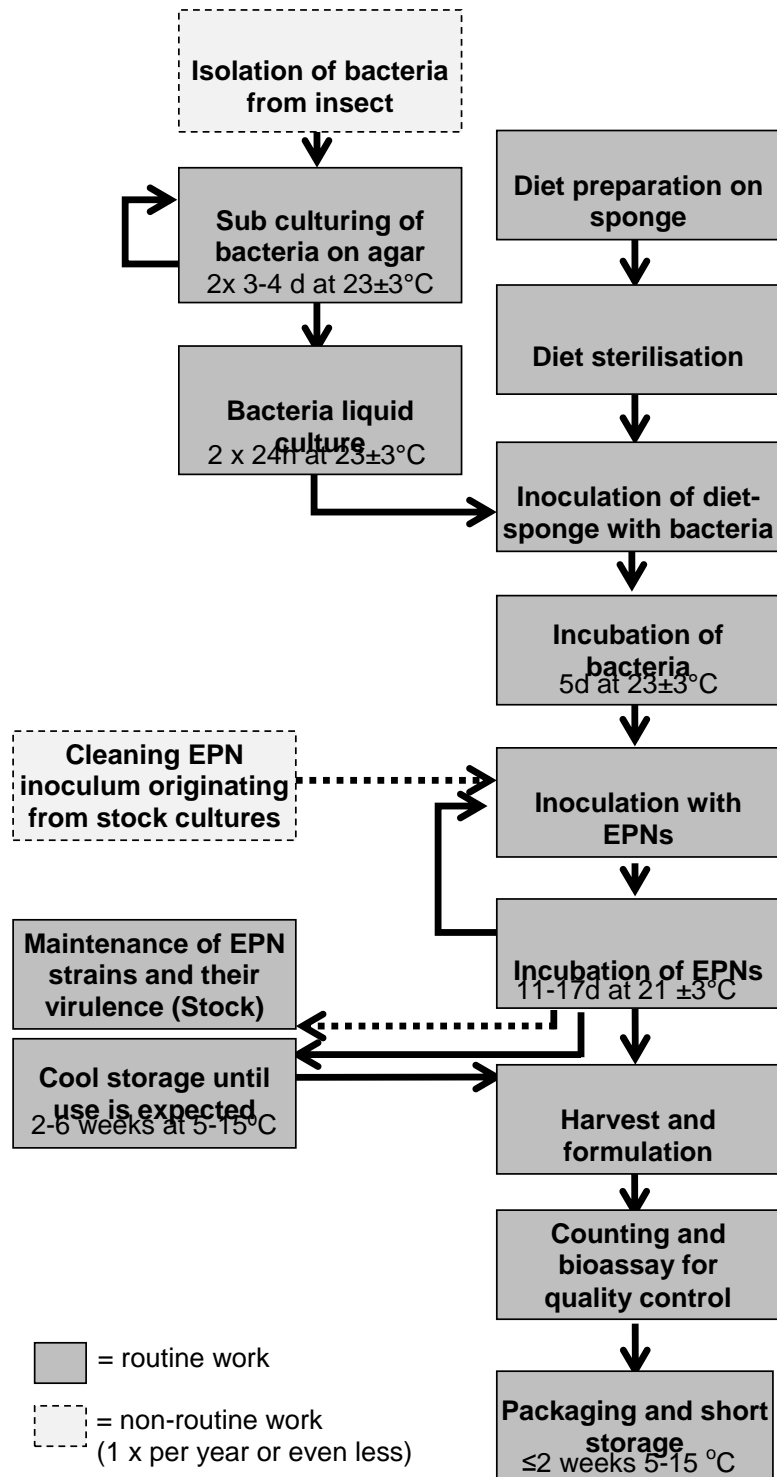 Isolation of bacteria
from insect
Sub culturing of
bacteria on agar
2x 3-4 d at 23±3°C
Bacteria liquid
culture
2 x 24h at 23±3°C
Diet preparation on
sponge
Diet sterilisation
Inoculation of diet-
sponge with bacteria
Incubation of
bacteria
5d at 23±3°C
Cleaning EPN
inoculum originating
from stock cultures
Inoculation with
EPNs
Incubation of EPNs
11-17d at 21 ±3°C
Maintenance of EPN
strains and their
virulence (Stock)
Cool storage until
use is expected
2-6 weeks at 5-15ºC
Harvest and
formulation
Counting and
bioassay for
quality control
Packaging and short
storage
≤2 weeks 5-15 °C
= routine work
= non-routine work
(1 x per year or even less)